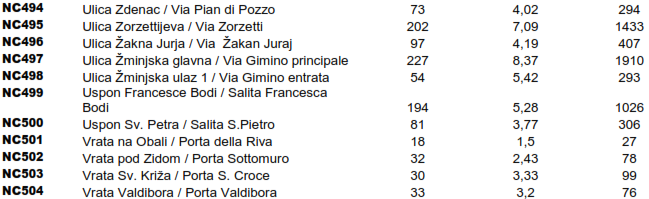 NC494 Ulica Zdenac / Via Pian di Pozzo 73 4,02 294
NC495 Ulica Zorzettijeva / Via Zorzetti 202 7,09 1433
NC496 Ulica Žakna Jurja / Via Žakan Juraj 97 4,19 407
NC497 Ulica Žminjska glavna / Via Gimino principale 227 8,37 1910
NC498 Ulica Žminjska ulaz 1 / Via Gimino entrata 54 5,42 293
NC499 Uspon Francesce Bodi / Salita Francesca
Bodi 194 5,28 1026
NC500 Uspon Sv. Petra / Salita S.Pietro 81 3,77 306
NC501 Vrata na Obali / Porta della Riva 18 1,5 27
NC502 Vrata pod Zidom / Porta Sottomuro 32 2,43 78
NC503 Vrata Sv. Križa / Porta S. Croce 30 3,33 99
NC504 Vrata Valdibora / Porta Valdibora 33 3,2 76